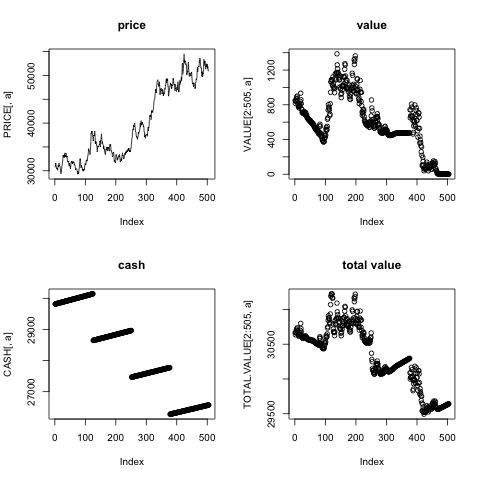 price
PRICE[, a]
50000
40000
30000
0 100 200 300 400 500
Index
value
VALUE[2:505, a]
1200
800
400
0
0 100 200 300 400 500
Index
cash
CASH[, a]
29000
27000
0 100 200 300 400 500
Index
total value
TOTAL.VALUE[2:505, a]
30500
29500
0 100 200 300 400 500
Index